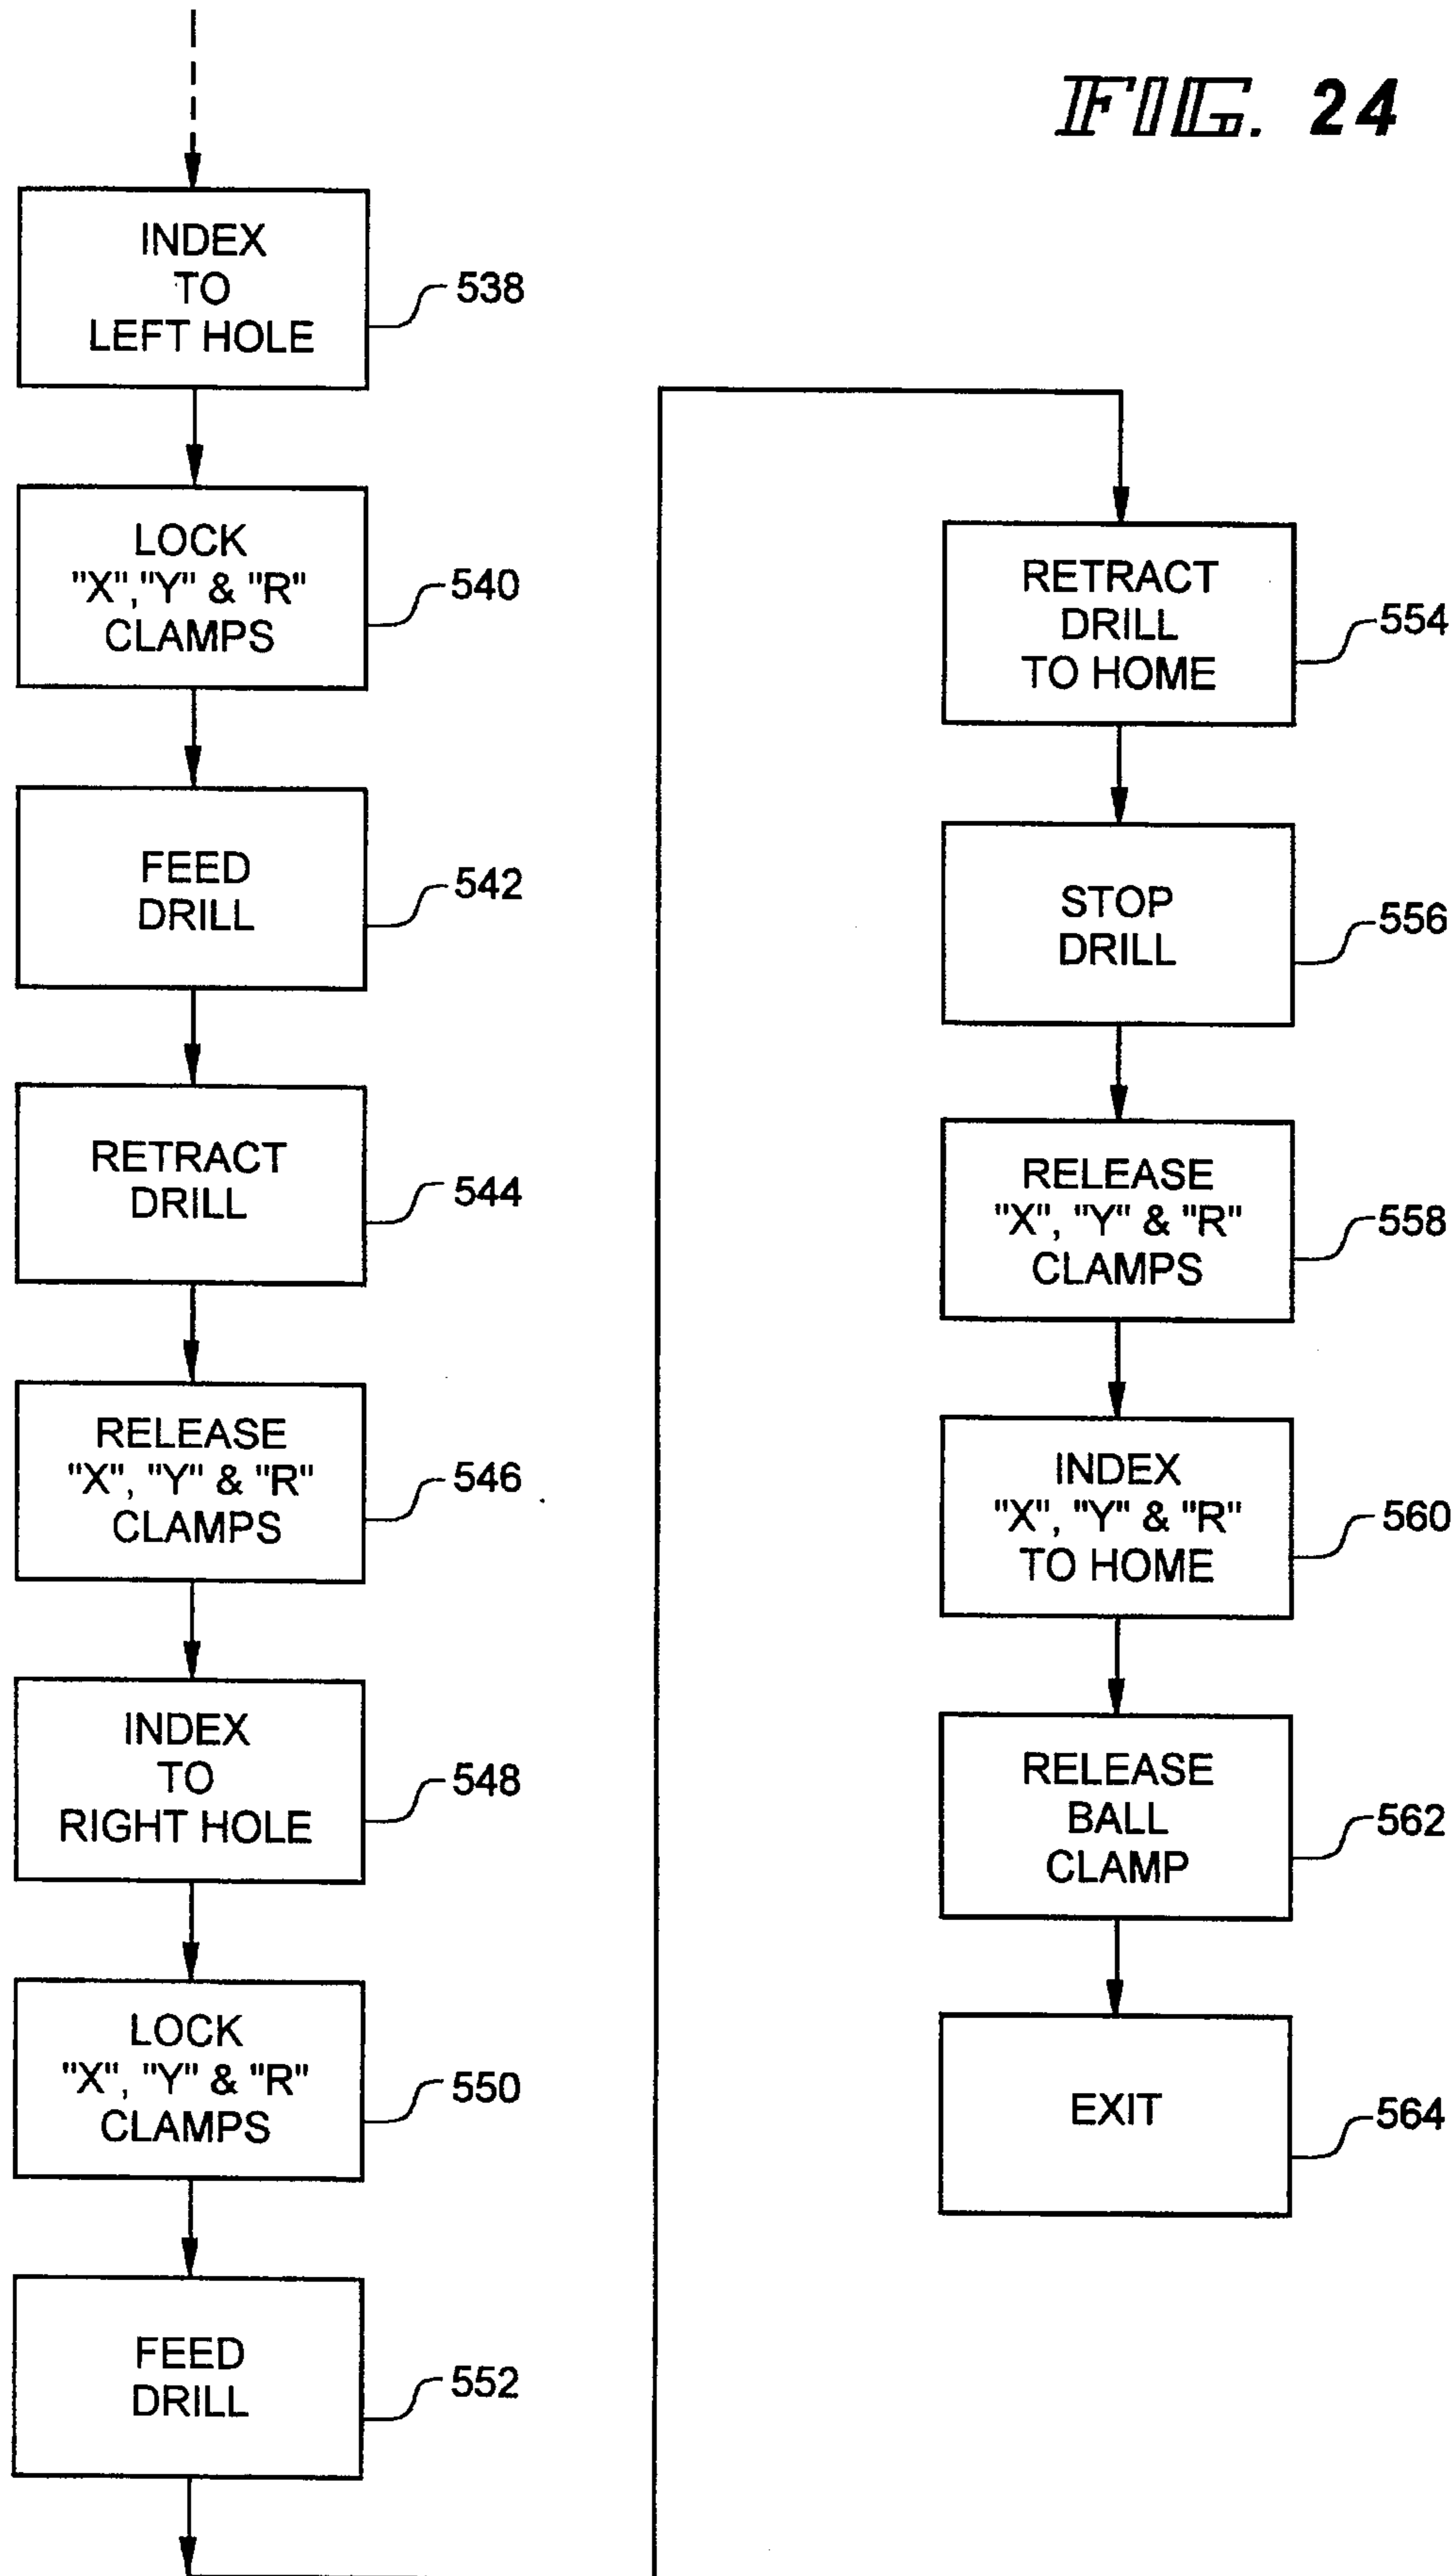 FIG. 24
INDEX
TO
LEFT HOLE
538
LOCK
"X","Y" & "R"
CLAMPS
540
FEED
DRILL
542
RETRACT
DRILL
544
RELEASE
"X", "Y" & "R"
CLAMPS
546
INDEX
TO
RIGHT HOLE
548
LOCK
"X", "Y" & "R"
CLAMPS
550
FEED
DRILL
552
RETRACT
DRILL
TO HOME
554
STOP
DRILL
556
RELEASE
"X", "Y" & "R"
CLAMPS
558
INDEX
"X", "Y" & "R"
TO HOME
560
RELEASE
BALL
CLAMP
562
EXIT
564